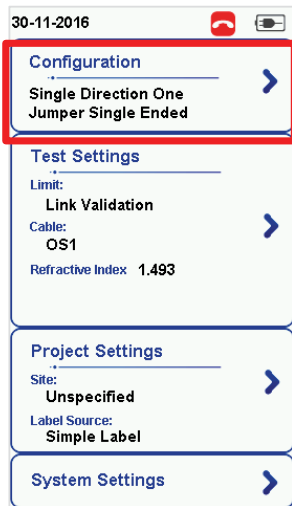 30-11-2016
Configuration
Single Direction One
Jumper Single Ended
Test Settings
Limit:
Link Validation
Cable:
OS1
Refractive Index 1.493
Project Settings
Site:
Unspecified
Label Source:
Simple Label
System Settings